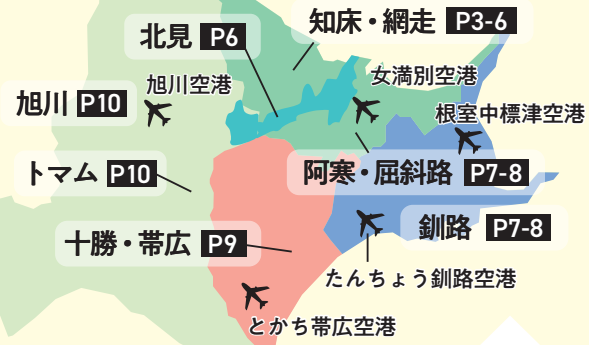 知床・網走 P3-6
北見 P6
旭川空港
女満別空港
旭川 P10
根室中標津空港
トマム P10
阿寒・屈斜路 P7-8
釧路 P7-8
十勝・帯広 P9
たんちょう釧路空港
とかち帯広空港